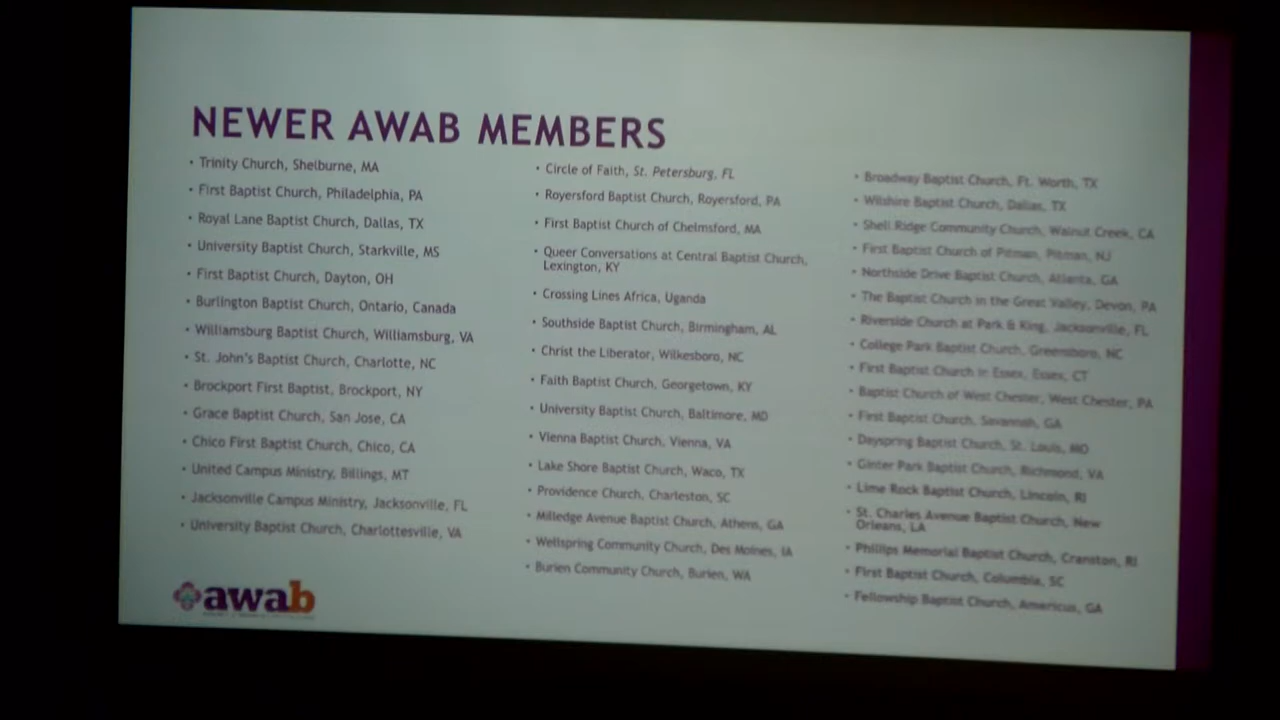 NEWER AWAB MEMBERS
• Trinity Church, Shelburne, MA
• First Baptist Church, Philadelphia, PA
• Royal Lane Baptist Church, Dallas, TX
• University Baptist Church, Starkville, MS
• First Baptist Church, Dayton, OH
• Burlington Baptist Church, Ontario, Canada
• Williamsburg Baptist Church, Williamsburg, VA
• St. John's Baptist Church, Charlotte, NC
• Brockport First Baptist, Brockport, NY
• Grace Baptist Church, San Jose, CA
• Chico First Baptist Church, Chico, CA
• United Campus Ministry, Billings, MT
• Jacksonville Campus Ministry, Jacksonville, FL
• University Baptist Church, Charlottesville, VA
• Circle of Faith, St. Petersburg, FL
• Royersford Baptist Church, Royersford, PA
• First Baptist Church of Chelmsford, MA
• Queer Conversations at Central Baptist Church,
Lexington, KY
• Crossing Lines Africa, Uganda
• Southside Baptist Church, Birmingham, AL
• Christ the Liberator, Wilkesboro, NC
• Faith Baptist Church, Georgetown, KY
• University Baptist Church, Baltimore, MD
• Vienna Baptist Church, Vienna, VA
• Lake Shore Baptist Church, Waco, TX
• Providence Church, Charleston, SC
• Milledge Avenue Baptist Church, Athens, GA
• Wellspring Community Church, Des Moines, IA
• Burien Community Church, Burien, WA
• Broadway Baptist Church, Ft. Worth, TX
• Wilshire Baptist Church, Dallas, TX
• Shell Ridge Community Church, Walnut Creek, CA
• First Baptist Church of Pitman, Pitman, NJ
• Northside Drive Baptist Church, Atlanta, GA
• The Baptist Church in the Great Valley, Devon, PA
• Riverside Church at Park & King, Jacksonville, FL
• College Park Baptist Church, Greensboro, NC
• First Baptist Church in Essex, Essex, CT
• Baptist Church of West Chester, West Chester, PA
• First Baptist Church, Savannah, GA
• Dayspring Baptist Church, St. Louis, MO
• Ginter Park Baptist Church, Richmond, VA
• Lime Rock Baptist Church, Lincoln, RI
• St. Charles Avenue Baptist Church, New
Orleans, LA
• Phillips Memorial Baptist Church, Cranston, RI
• First Baptist Church, Columbia, SC
• Fellowship Baptist Church, Americus, GA
awab